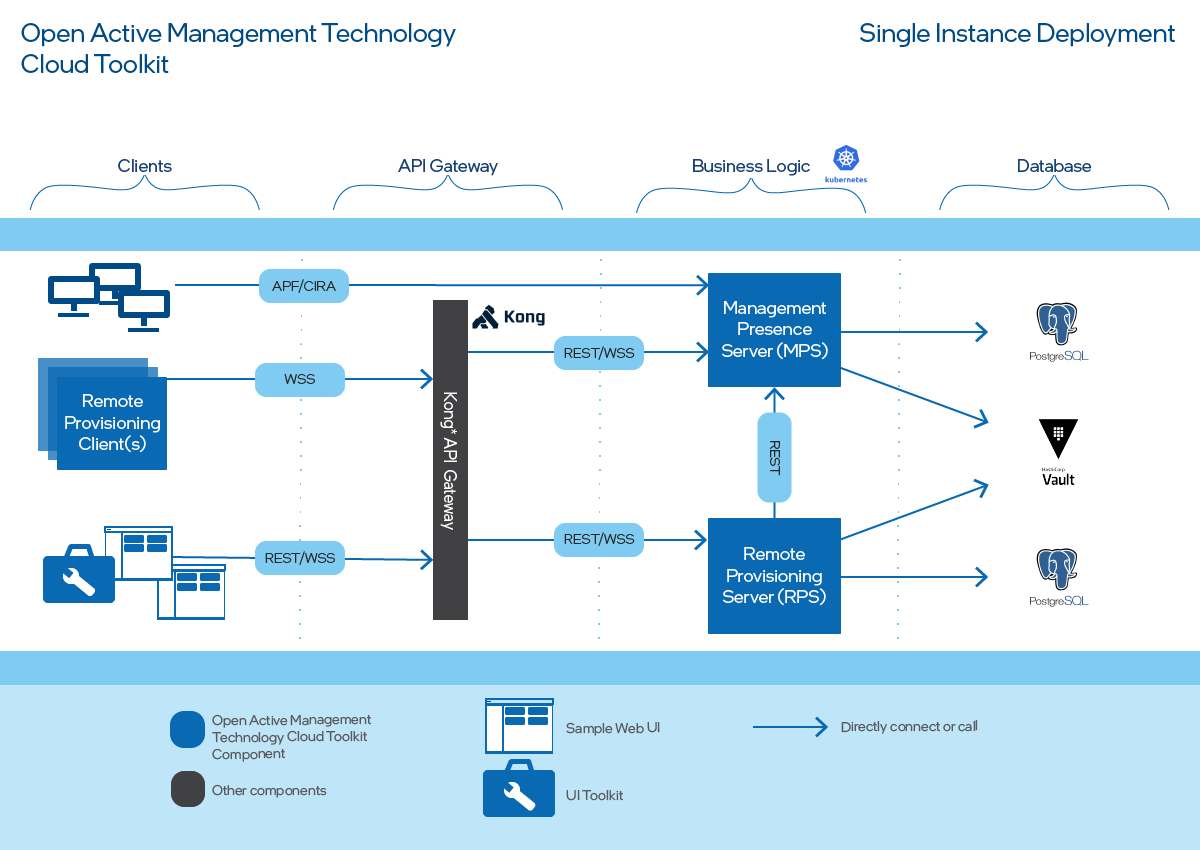 Open Active Management Technology
Cloud Toolkit
Single Instance Deployment
Clients
API Gateway
Business Logic
kubernetes
Database
APF/CIRA
Management
Presence
Server (MPS)
Kong
REST/WSS
PostgreSQL
WSS
Remote
Provisioning
Client(s)
Kong* API Gateway
REST
HashiCorp
Vault
REST/WSS
REST/WSS
Remote
Provisioning
Server (RPS)
PostgreSQL
Open Active Management
Technology Cloud Toolkit
Component
Other components
Sample Web UI
UI Toolkit
Directly connect or call